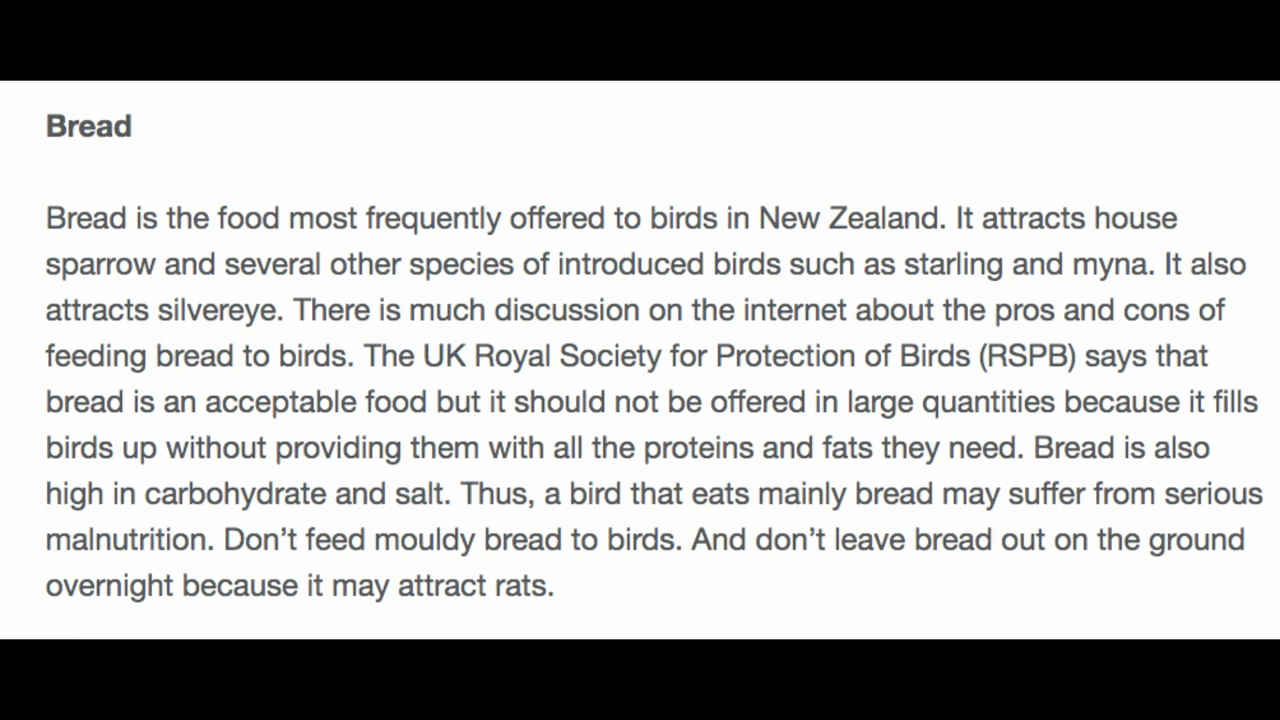 Bread
Bread is the food most frequently offered to birds in New Zealand. It attracts house
sparrow and several other species of introduced birds such as starling and myna. It also
attracts silvereye. There is much discussion on the internet about the pros and cons of
feeding bread to birds. The UK Royal Society for Protection of Birds (RSPB) says that
bread is an acceptable food but it should not be offered in large quantities because it fills
birds up without providing them with all the proteins and fats they need. Bread is also
high in carbohydrate and salt. Thus, a bird that eats mainly bread may suffer from serious
malnutrition. Don’t feed mouldy bread to birds. And don’t leave bread out on the ground
overnight because it may attract rats.